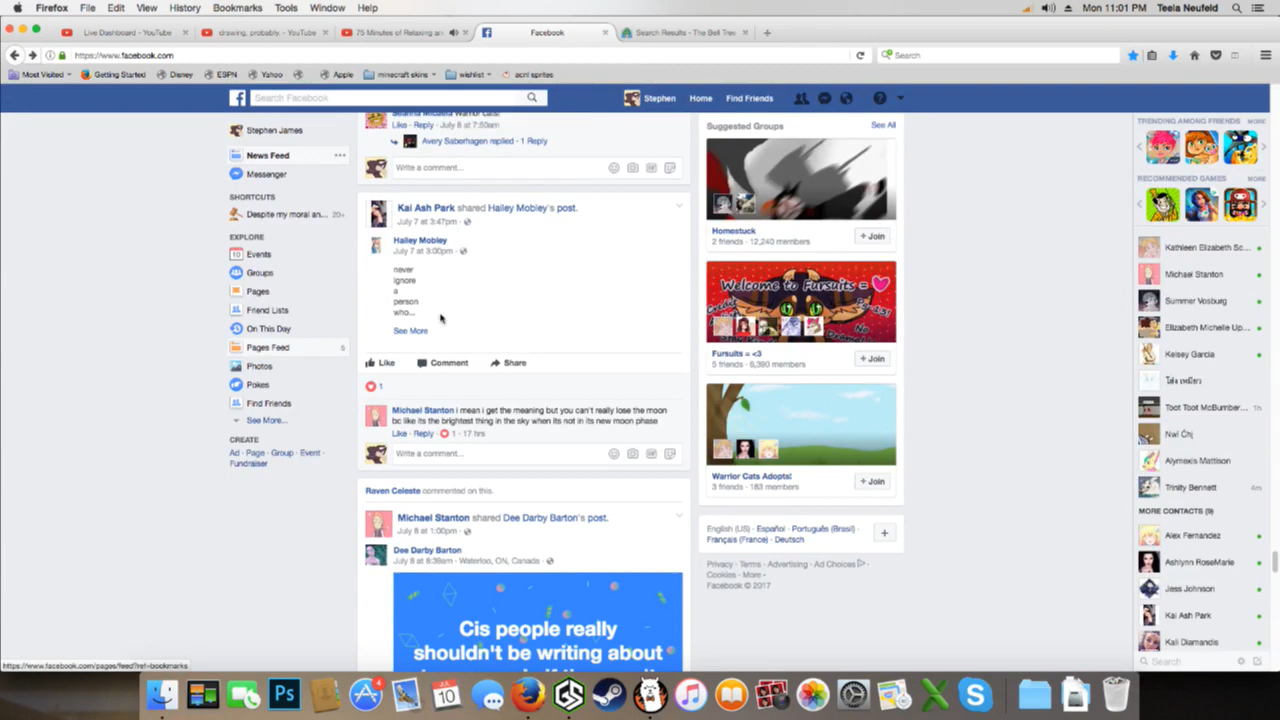 Firefox File Edit View History Bookmarks Tools Window Help
Mon 11:01 PM Teela Neufeld
Live Dashboard - YouTube
drawing, probably. - YouTube
75 Minutes of Relaxing an
Facebook
Search Results - The Bell Tree
https://www.facebook.com
Search
Most Visited
Getting Started
Disney
ESPN
Yahoo
Apple
minecraft skins
wishlist
acnl sprites
Search Facebook
Stephen
Home
Find Friends
Stephen James
News Feed
Messenger
SHORTCUTS
Despite my moral an... 20+
EXPLORE
Events
Groups
Pages
Friend Lists
On This Day
Pages Feed 5
Photos
Pokes
Find Friends
See More...
CREATE
Ad · Page · Group · Event ·
Fundraiser
Like · Reply · July 8 at 7:50am
Avery Saberhagen replied · 1 Reply
Write a comment...
Kai Ash Park shared Hailey Mobley's post.
July 7 at 3:47pm
Hailey Mobley
July 7 at 3:00pm
never
ignore
a
person
who...
See More
Like Comment Share
1
Michael Stanton i mean i get the meaning but you can't really lose the moon
bc like its the brightest thing in the sky when its not in its new moon phase
Like · Reply · 1 · 17 hrs
Write a comment...
Raven Celeste commented on this.
Michael Stanton shared Dee Darby Barton's post.
July 8 at 1:00pm
Dee Darby Barton
July 8 at 8:39am · Waterloo, ON, Canada
Cis people really
shouldn't be writing about
Suggested Groups See All
Homestuck
2 friends · 12,240 members
+ Join
Welcome to Fursuits =
Fursuits = <3
5 friends · 6,390 members
+ Join
Warrior Cats Adopts!
3 friends · 183 members
+ Join
English (US) · Español · Português (Brasil) ·
Français (France) · Deutsch
+
Privacy · Terms · Advertising · Ad Choices
Cookies · More
Facebook © 2017
TRENDING AMONG FRIENDS MORE
RECOMMENDED GAMES MORE
Kathleen Elizabeth Sc...
Michael Stanton
Summer Vosburg
Elizabeth Michelle Up...
Kelsey Garcia
Toot Toot McBumber... 1h
Alymexis Mattison
Trinity Bennett 4m
MORE CONTACTS (9)
Alex Fernandez
Ashlynn RoseMarie
Jess Johnson
Kai Ash Park
Kali Diamandis
Search
https://www.facebook.com/pages/feed?ref=bookmarks
Ps
4
JUL
10